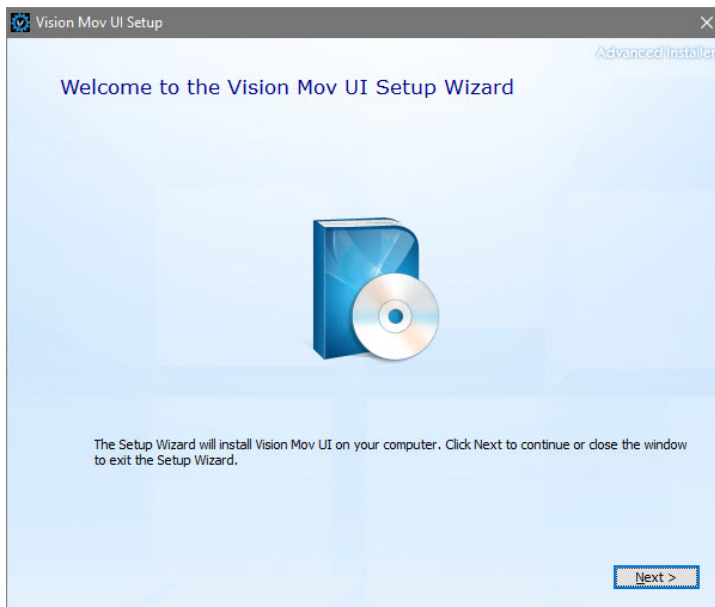 Vision Mov UI Setup
Advanced Installer
Welcome to the Vision Mov UI Setup Wizard
The Setup Wizard will install Vision Mov UI on your computer. Click Next to continue or close the window
to exit the Setup Wizard.
Next >